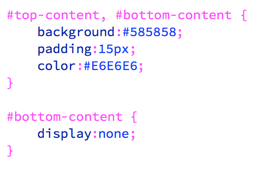 #top-content, #bottom-content {
    background:#585858;
    padding:15px;
    color:#E6E6E6;
}

#bottom-content {
    display:none;
}